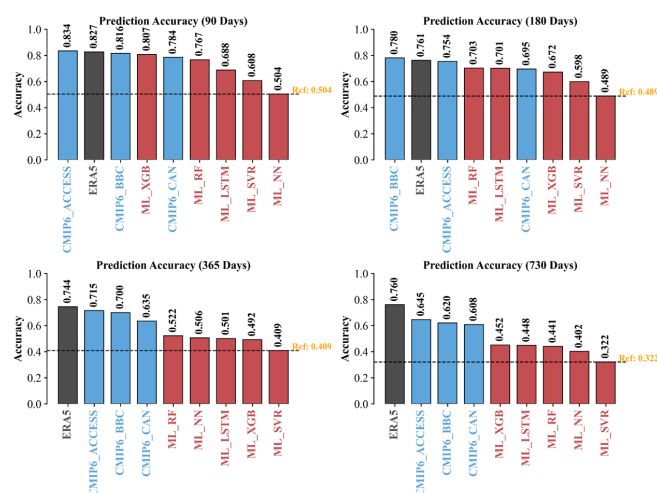 Prediction Accuracy (90 Days)
Accuracy
1.0
0.8
0.6
0.4
0.2
0.0
0.834
0.827
0.816
0.807
0.784
0.767
0.688
0.608
0.504
Ref: 0.504
CMIP6_ACCESS
ERA5
CMIP6_BBC
ML_XGB
CMIP6_CAN
ML_RF
ML_LSTM
ML_SVR
ML_NN
Prediction Accuracy (180 Days)
Accuracy
1.0
0.8
0.6
0.4
0.2
0.0
0.780
0.761
0.754
0.703
0.701
0.695
0.672
0.598
0.489
Ref: 0.489
CMIP6_BBC
ERA5
CMIP6_ACCESS
ML_RF
ML_LSTM
CMIP6_CAN
ML_XGB
ML_SVR
ML_NN
Prediction Accuracy (365 Days)
Accuracy
1.0
0.8
0.6
0.4
0.2
0.0
0.744
0.715
0.700
0.635
0.522
0.506
0.501
0.492
0.409
Ref: 0.409
ERA5
CMIP6_ACCESS
CMIP6_BBC
CMIP6_CAN
ML_RF
ML_NN
ML_LSTM
ML_XGB
ML_SVR
Prediction Accuracy (730 Days)
Accuracy
1.0
0.8
0.6
0.4
0.2
0.0
0.760
0.645
0.620
0.608
0.452
0.448
0.441
0.402
0.322
Ref: 0.322
ERA5
CMIP6_ACCESS
CMIP6_BBC
CMIP6_CAN
ML_XGB
ML_LSTM
ML_RF
ML_NN
ML_SVR